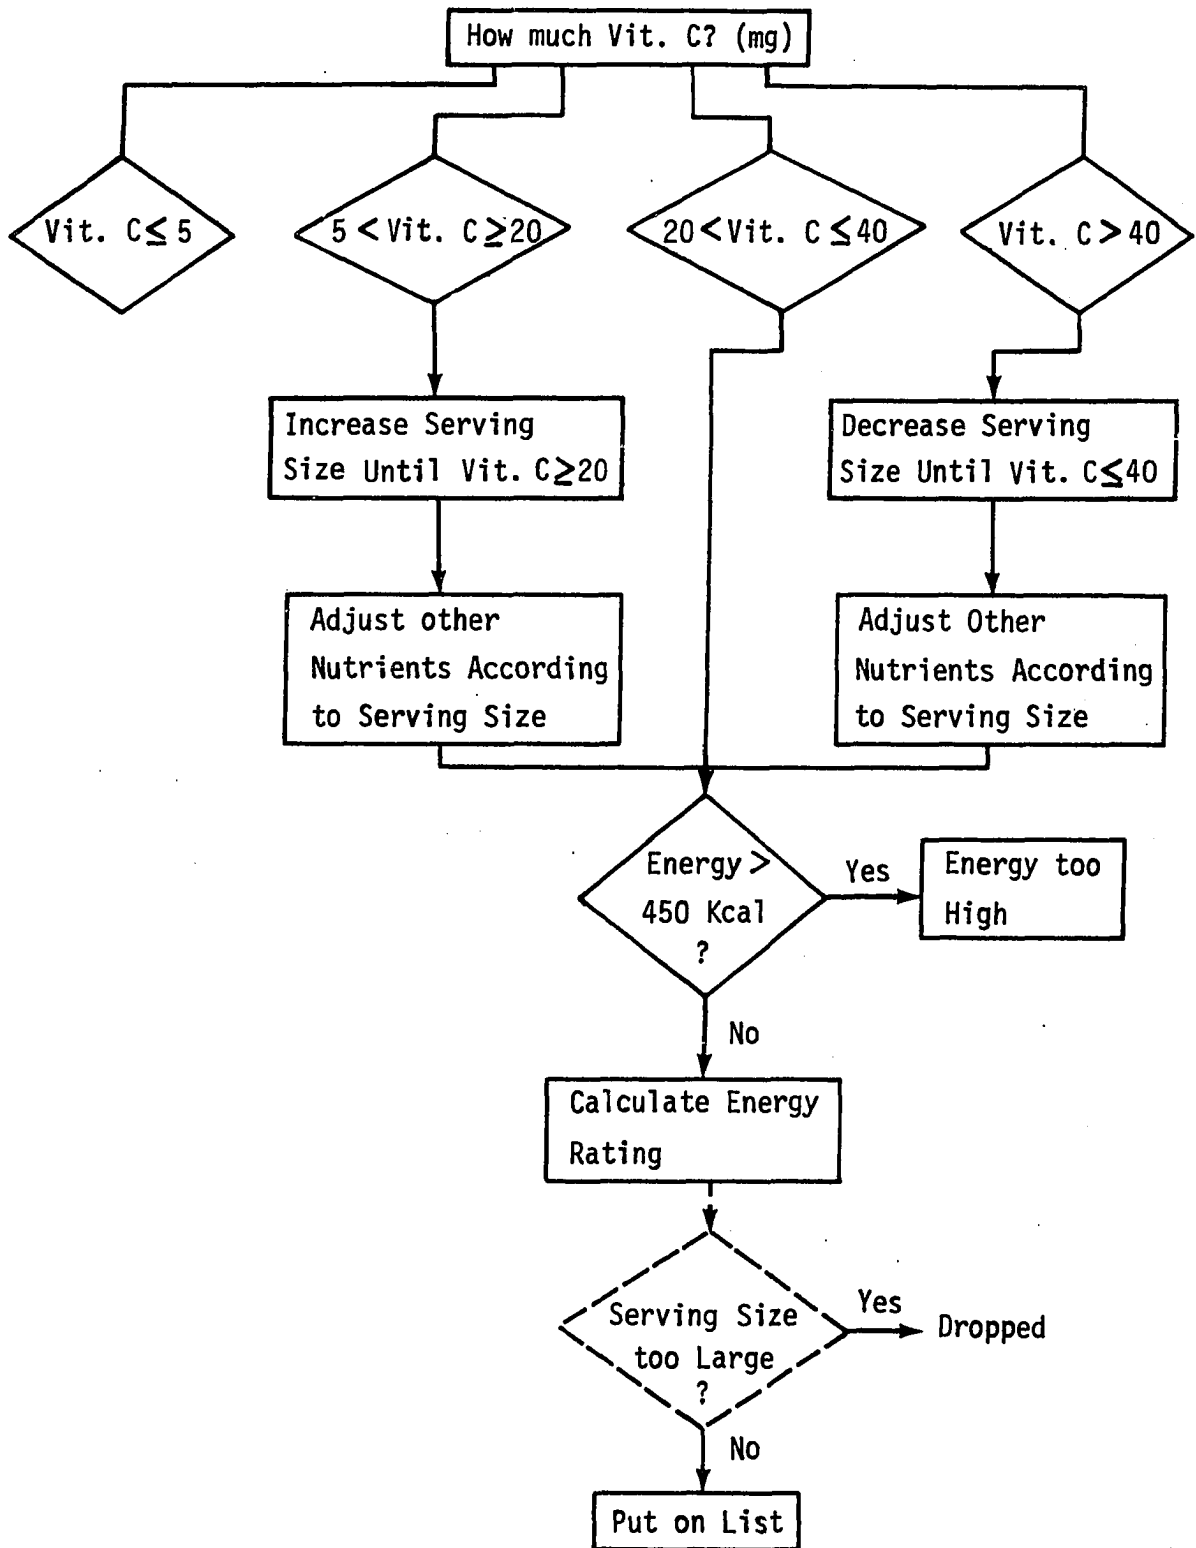 How much Vit. C? (mg)
Vit. C≤5
5<Vit. C≥20
20<Vit. C≤40
Vit. C>40
Increase Serving
Size Until Vit. C≥20
Decrease Serving
Size Until Vit. C≤40
Adjust other
Nutrients According
to Serving Size
Adjust Other
Nutrients According
to Serving Size
Energy>
450 Kcal
?
Yes
Energy too
High
No
Calculate Energy
Rating
Serving Size
too Large
?
Yes
Dropped
No
Put on List